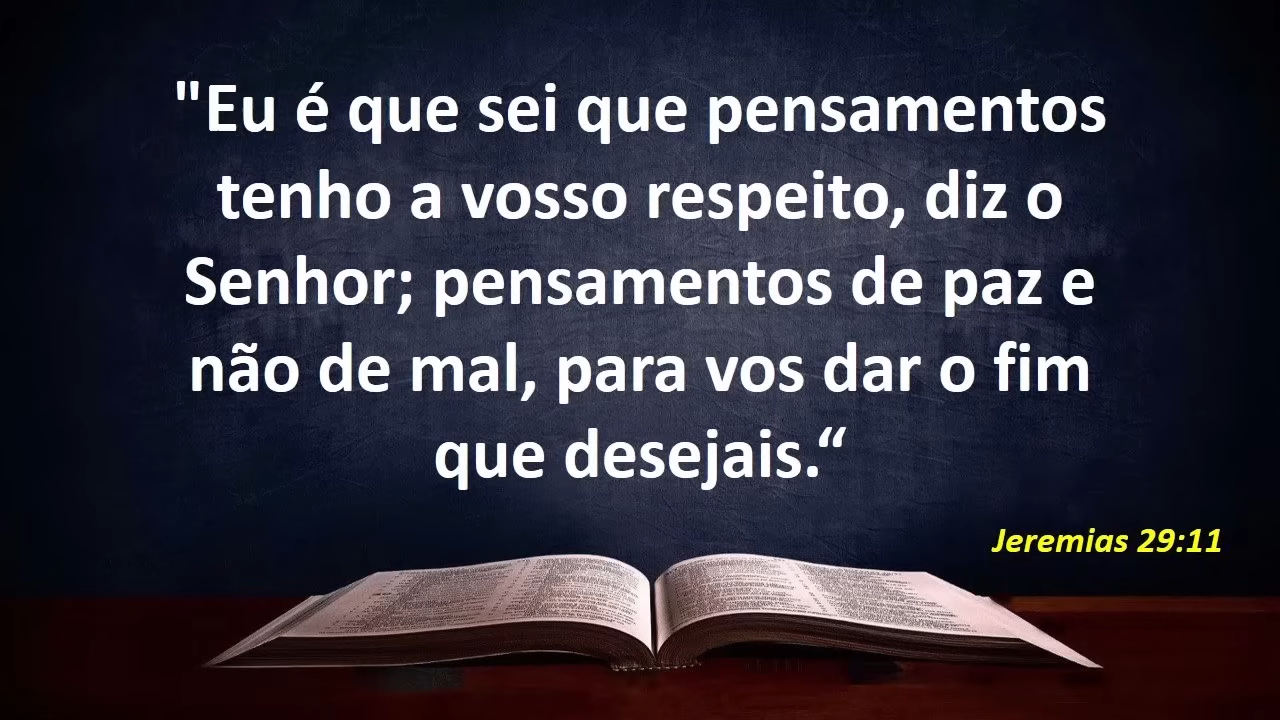 "Eu é que sei que pensamentos
tenho a vosso respeito, diz o
Senhor; pensamentos de paz e
não de mal, para vos dar o fim
que desejais.“
Jeremias 29:11